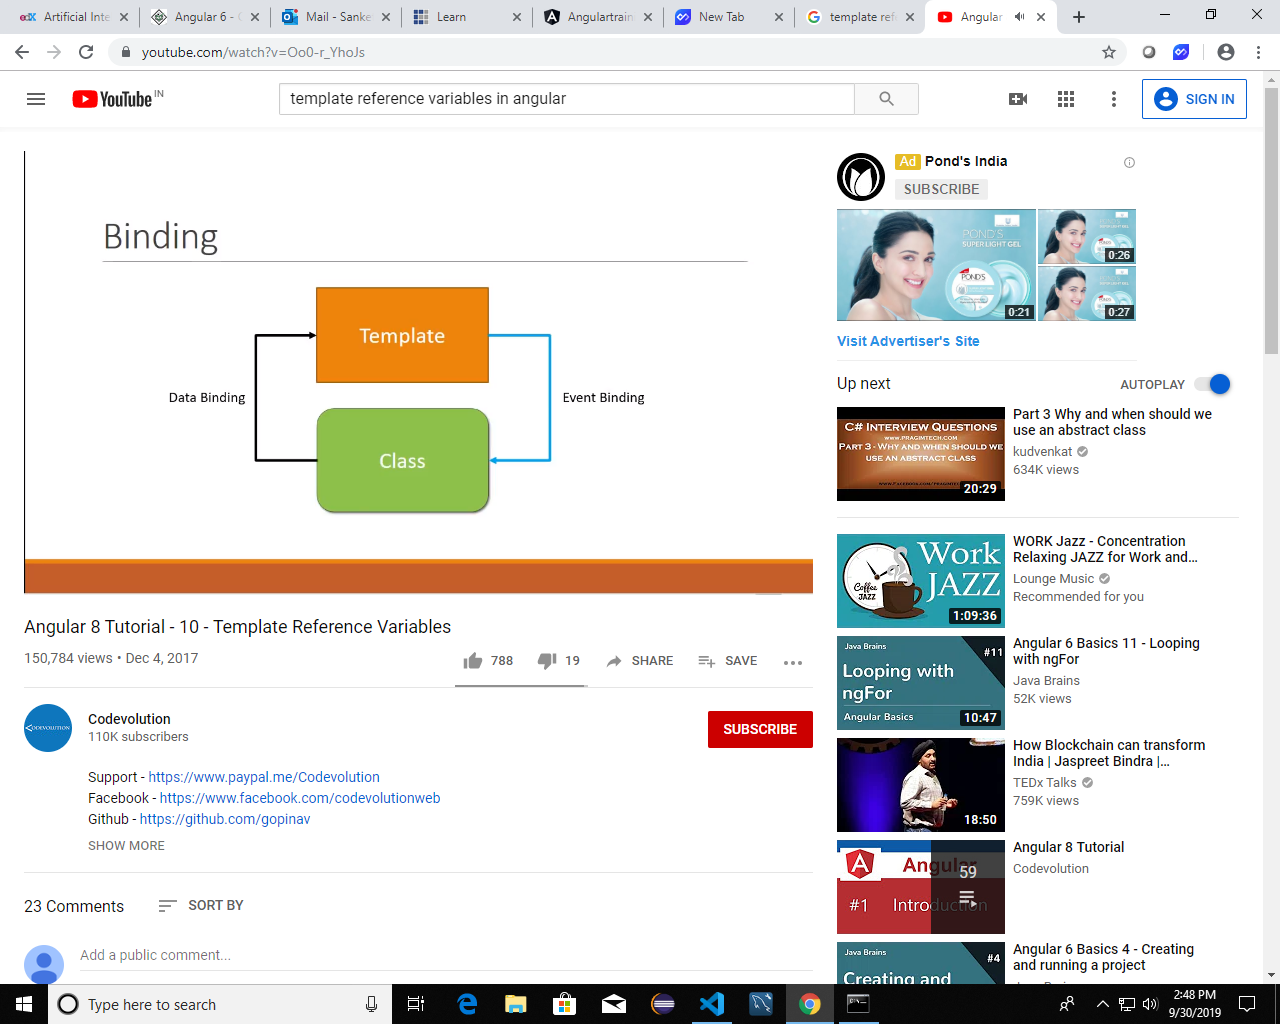 Artificial Inte
Angular 6 - C
Mail - Sanke
Learn
Angulartrain
New Tab
template refe
Angular
youtube.com/watch?v=Oo0-r_YhoJs
YouTube IN
template reference variables in angular
SIGN IN
Binding
Template
Data Binding
Event Binding
Class
Angular 8 Tutorial - 10 - Template Reference Variables
150,784 views • Dec 4, 2017
788
19
SHARE
SAVE
CODEVOLUTION
Codevolution
110K subscribers
SUBSCRIBE
Support - https://www.paypal.me/Codevolution
Facebook - https://www.facebook.com/codevolutionweb
Github - https://github.com/gopinav
SHOW MORE
23 Comments
SORT BY
Add a public comment...
Ad Pond's India
SUBSCRIBE
POND'S
SUPER LIGHT GEL
POND'S
0:21
0:26
0:27
Visit Advertiser's Site
Up next
AUTOPLAY
C# Interview Questions
www.pragimtech.com
Part 3 - Why and when should we
use an abstract class
20:29
Part 3 Why and when should we
use an abstract class
kudvenkat
634K views
Work
JAZZ
COFFEE
JAZZ
1:09:36
WORK Jazz - Concentration
Relaxing JAZZ for Work and...
Lounge Music
Recommended for you
Java Brains
#11
Looping with
ngFor
Angular Basics
10:47
Angular 6 Basics 11 - Looping
with ngFor
Java Brains
52K views
18:50
How Blockchain can transform
India | Jaspreet Bindra |...
TEDx Talks
759K views
Angular
#1 Introduction
59
Angular 8 Tutorial
Codevolution
Java Brains
#4
Creating and
Angular 6 Basics 4 - Creating
and running a project
Java Brains
Type here to search
2:48 PM
9/30/2019